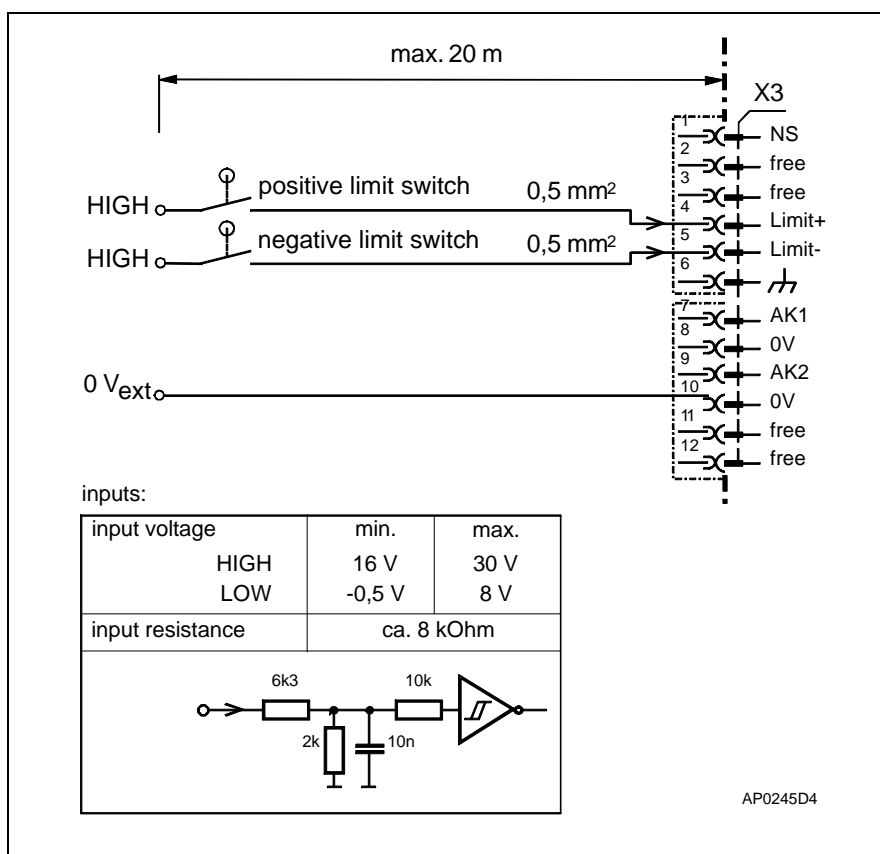 max. 20 m
X3
1
NS
2
free
3
free
4
HIGH
positive limit switch
0,5 mm²
Limit+
5
HIGH
negative limit switch
0,5 mm²
Limit-
6
7
AK1
8
0V
9
AK2
10
0 Vext.
0V
11
free
12
free
inputs:
input voltage min. max.
HIGH 16 V 30 V
LOW -0,5 V 8 V
input resistance ca. 8 kOhm
6k3 10k
2k 10n
AP0245D4